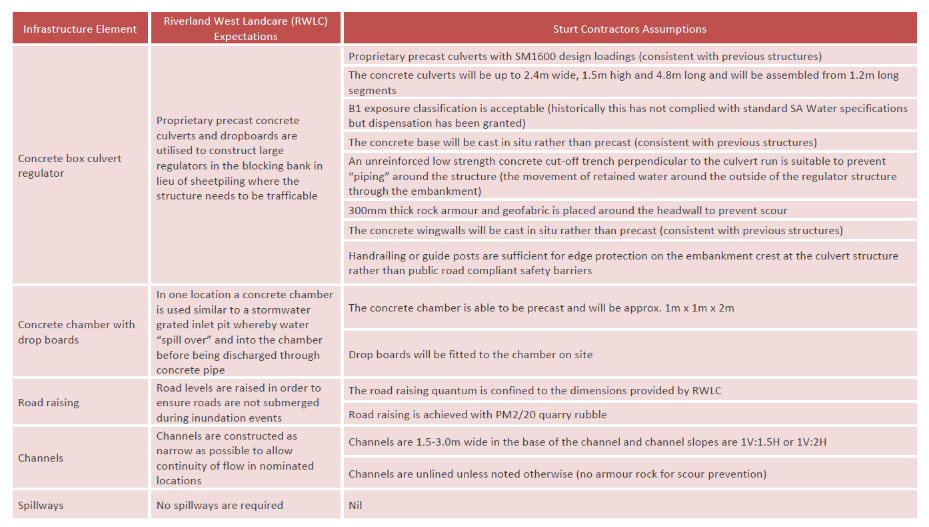 Infrastructure Element
Riverland West Landcare (RWLC)
Expectations
Sturt Contractors Assumptions
Concrete box culvert
regulator
Proprietary precast concrete
culverts and dropboards are
utilised to construct large
regulators in the blocking bank in
lieu of sheetpiling where the
structure needs to be trafficable
Proprietary precast culverts with SM1600 design loadings (consistent with previous structures)
The concrete culverts will be up to 2.4m wide, 1.5m high and 4.8m long and will be assembled from 1.2m long
segments
B1 exposure classification is acceptable (historically this has not complied with standard SA Water specifications
but dispensation has been granted)
The concrete base will be cast in situ rather than precast (consistent with previous structures)
An unreinforced low strength concrete cut-off trench perpendicular to the culvert run is suitable to prevent
“piping” around the structure (the movement of retained water around the outside of the regulator structure
through the embankment)
300mm thick rock armour and geofabric is placed around the headwall to prevent scour
The concrete wingwalls will be cast in situ rather than precast (consistent with previous structures)
Handrailing or guide posts are sufficient for edge protection on the embankment crest at the culvert structure
rather than public road compliant safety barriers
Concrete chamber with
drop boards
In one location a concrete chamber
is used similar to a stormwater
grated inlet pit whereby water
“spill over” and into the chamber
before being discharged through
concrete pipe
The concrete chamber is able to be precast and will be approx. 1m x 1m x 2m
Drop boards will be fitted to the chamber on site
Road raising
Road levels are raised in order to
ensure roads are not submerged
during inundation events
The road raising quantum is confined to the dimensions provided by RWLC
Road raising is achieved with PM2/20 quarry rubble
Channels
Channels are constructed as
narrow as possible to allow
continuity of flow in nominated
locations
Channels are 1.5-3.0m wide in the base of the channel and channel slopes are 1V:1.5H or 1V:2H
Channels are unlined unless noted otherwise (no armour rock for scour prevention)
Spillways
No spillways are required
Nil